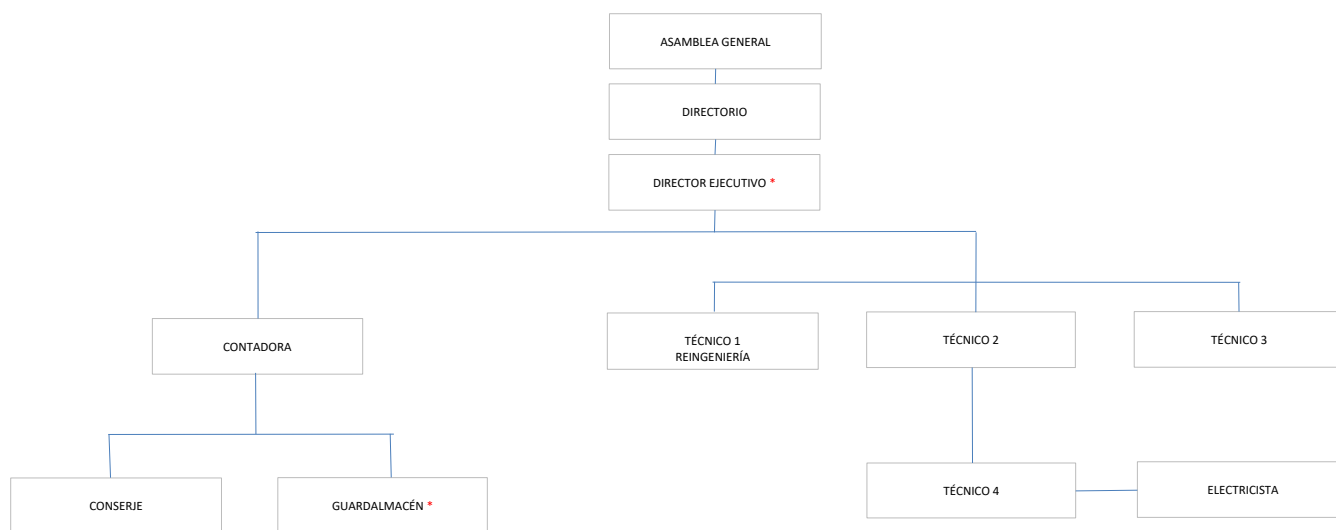 ASAMBLEA GENERAL
DIRECTORIO
DIRECTOR EJECUTIVO *
CONTADORA
TÉCNICO 1
REINGENIERÍA
TÉCNICO 2
TÉCNICO 3
CONSERJE
GUARDALMACÉN *
TÉCNICO 4
ELECTRICISTA